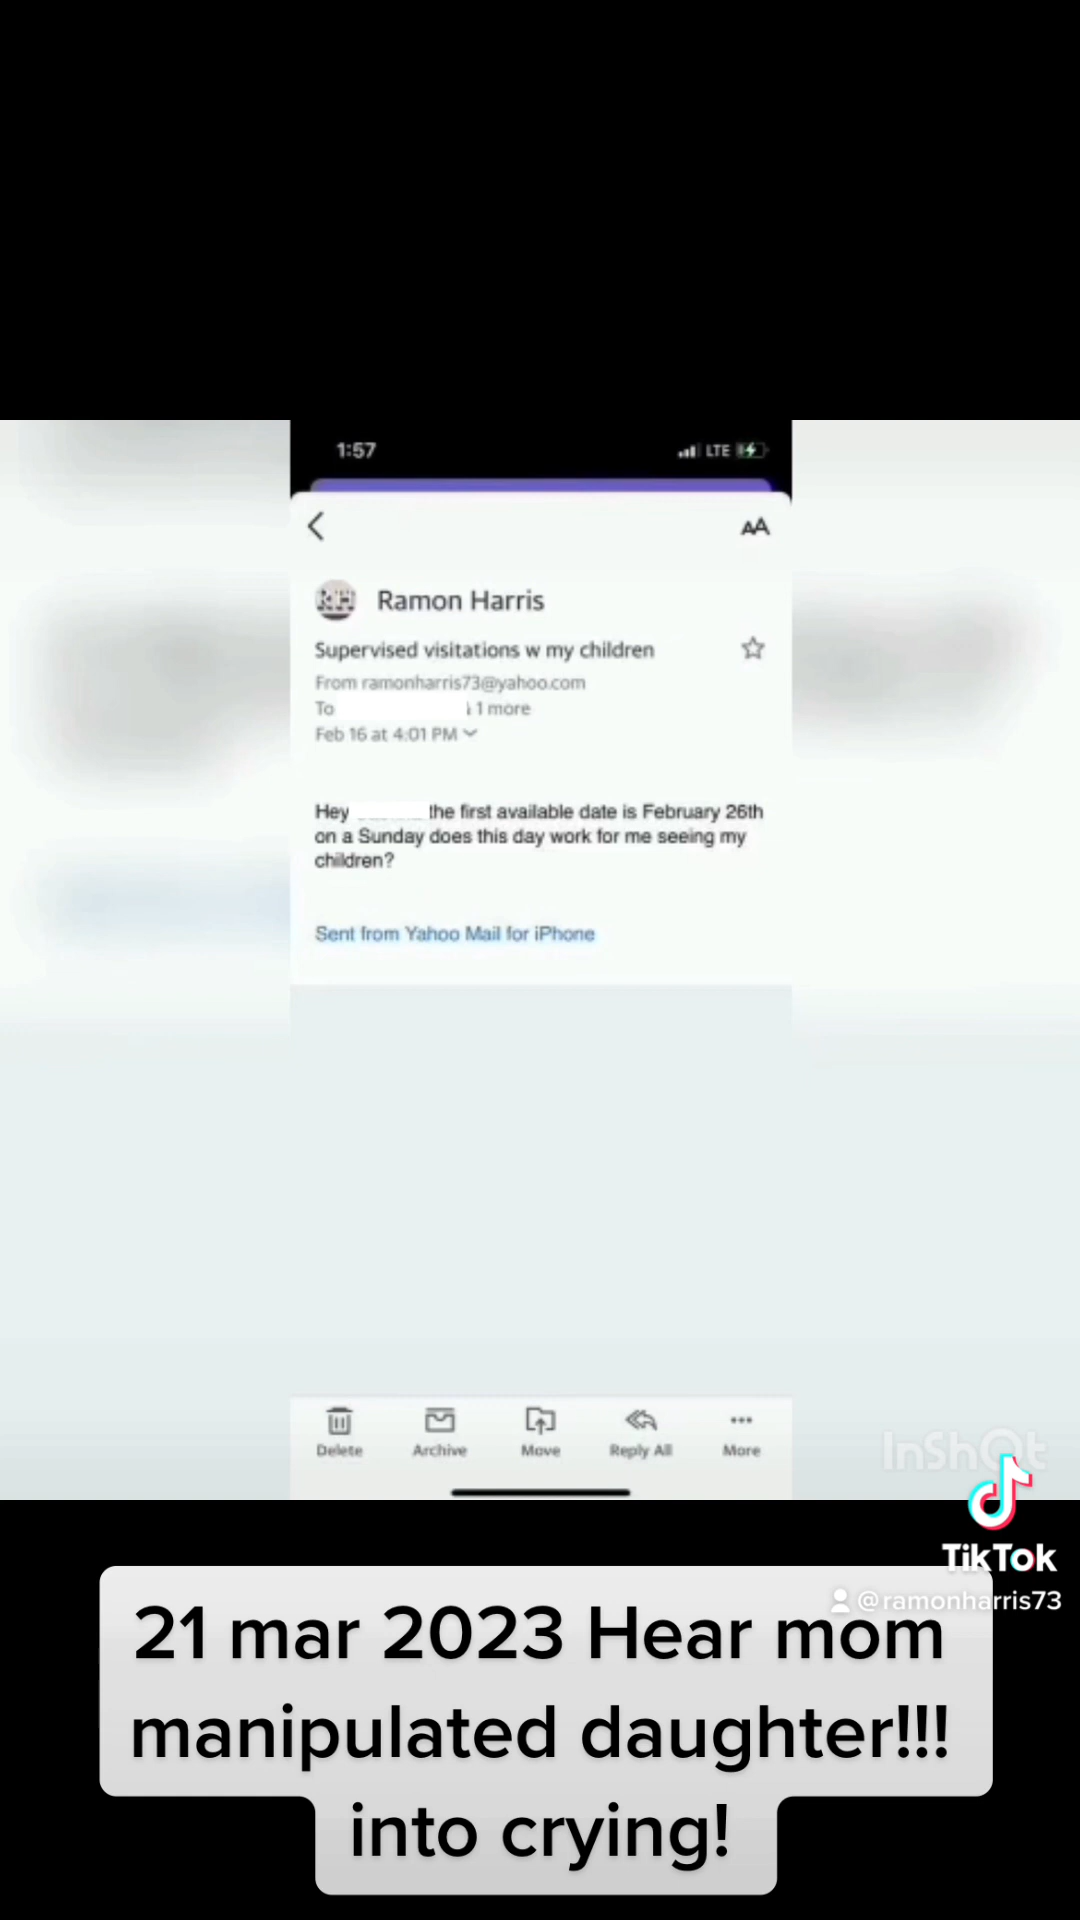 1:57
LTE
AA
Ramon Harris
Supervised visitations w my children
From ramonharris73@yahoo.com
To 1 more
Feb 16 at 4:01 PM
Hey the first available date is February 26th
on a Sunday does this day work for me seeing my
children?
Sent from Yahoo Mail for iPhone
Delete Archive Move Reply All More
InShOt
TikTok
@ramonharris73
21 mar 2023 Hear mom
manipulated daughter!!!
into crying!